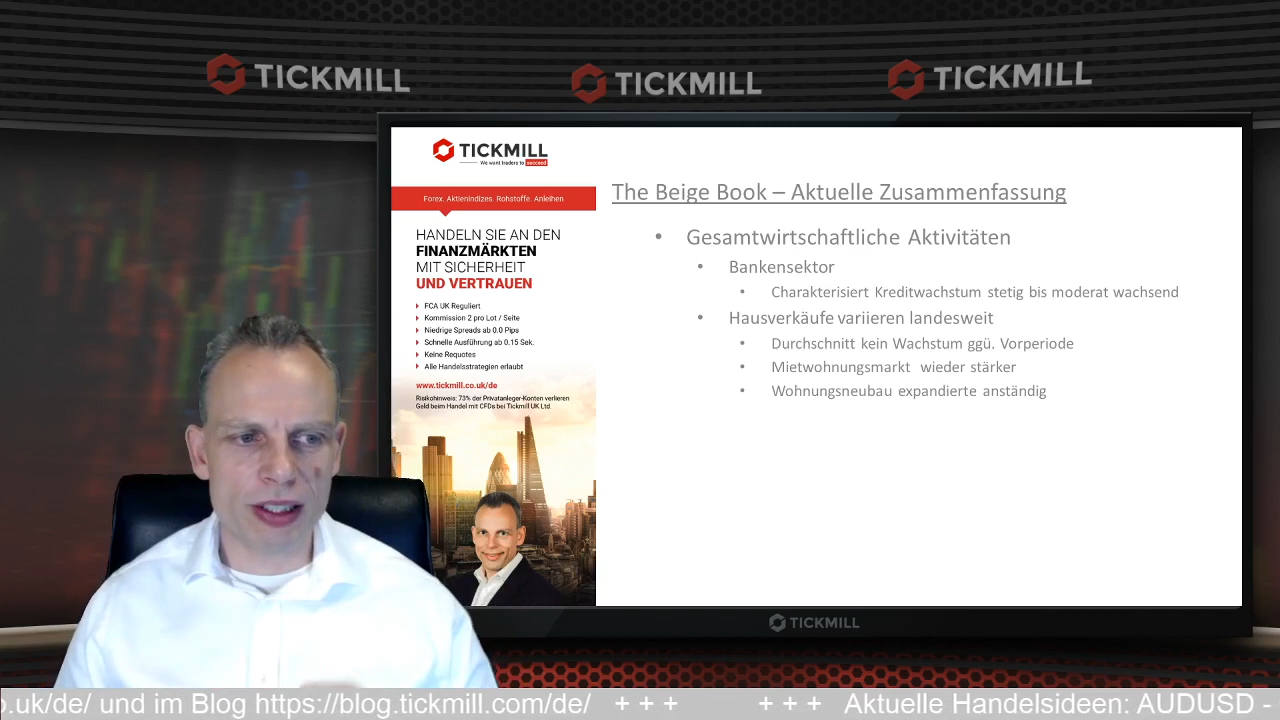 TICKMILL TICKMILL TICKMILL
TICKMILL
We want traders to succeed
Forex. Aktienindizes. Rohstoffe. Anleihen
HANDELN SIE AN DEN
FINANZMÄRKTEN
MIT SICHERHEIT
UND VERTRAUEN
FCA UK Reguliert
Kommission 2 pro Lot / Seite
Niedrige Spreads ab 0.0 Pips
Schnelle Ausführung ab 0.15 Sek.
Keine Requotes
Alle Handelsstrategien erlaubt
www.tickmill.co.uk/de
Risikohinweis: 73% der Privatanleger-Konten verlieren
Geld beim Handel mit CFDs bei Tickmill UK Ltd.
The Beige Book – Aktuelle Zusammenfassung
• Gesamtwirtschaftliche Aktivitäten
• Bankensektor
• Charakterisiert Kreditwachstum stetig bis moderat wachsend
• Hausverkäufe variieren landesweit
• Durchschnitt kein Wachstum ggü. Vorperiode
• Mietwohnungsmarkt wieder stärker
• Wohnungsneubau expandierte anständig
TICKMILL
o.uk/de/ und im Blog https://blog.tickmill.com/de/ + + + + + + Aktuelle Handelsideen: AUDUSD -